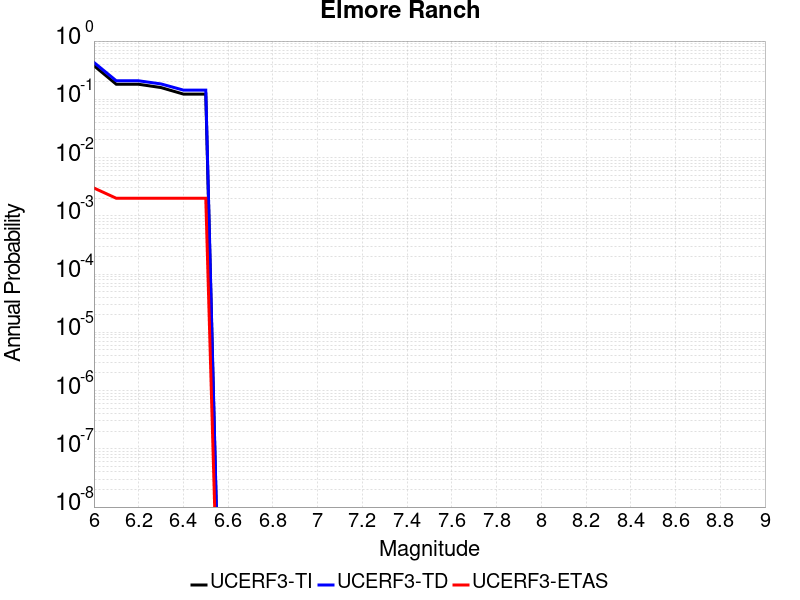 Elmore Ranch
Annual Probability
10^0
10^-1
10^-2
10^-3
10^-4
10^-5
10^-6
10^-7
10^-8
6 6.2 6.4 6.6 6.8 7 7.2 7.4 7.6 7.8 8 8.2 8.4 8.6 8.8 9
Magnitude
UCERF3-TI UCERF3-TD UCERF3-ETAS